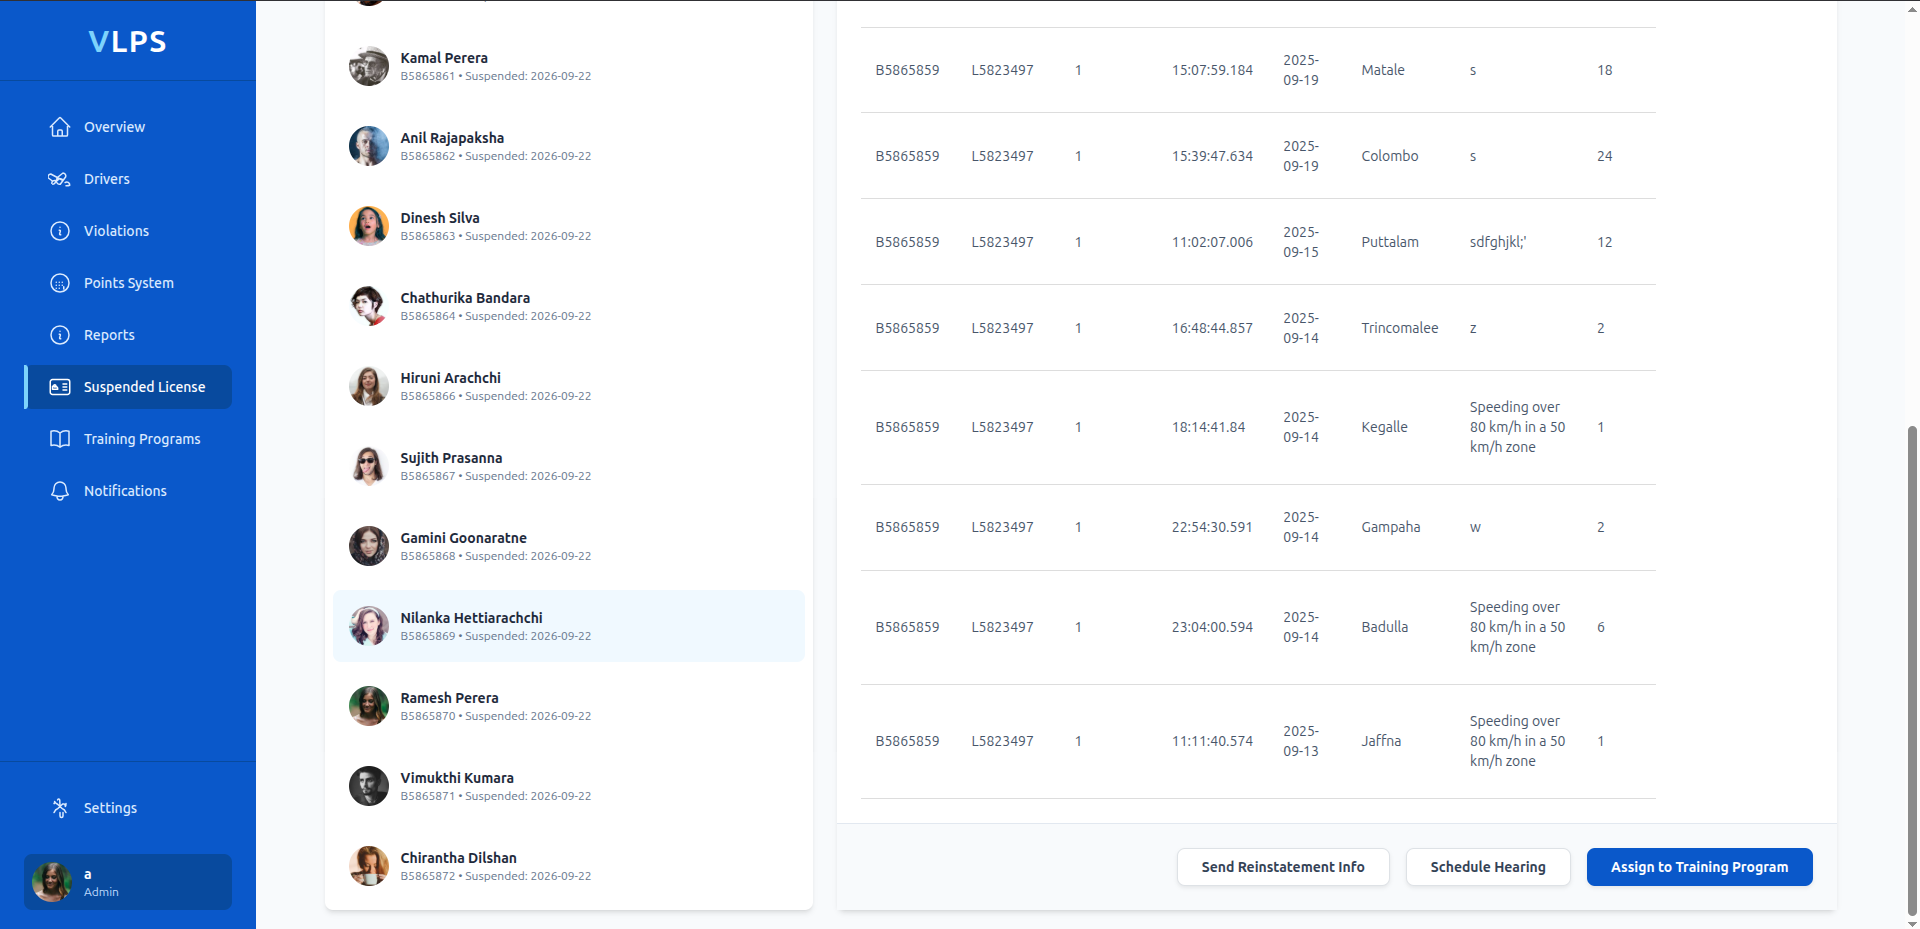 VLPS
Overview
Drivers
Violations
Points System
Reports
Suspended License
Training Programs
Notifications
Settings
a
Admin
Kamal Perera
B5865861 • Suspended: 2026-09-22
Anil Rajapaksha
B5865862 • Suspended: 2026-09-22
Dinesh Silva
B5865863 • Suspended: 2026-09-22
Chathurika Bandara
B5865864 • Suspended: 2026-09-22
Hiruni Arachchi
B5865866 • Suspended: 2026-09-22
Sujith Prasanna
B5865867 • Suspended: 2026-09-22
Gamini Goonaratne
B5865868 • Suspended: 2026-09-22
Nilanka Hettiarachchi
B5865869 • Suspended: 2026-09-22
Ramesh Perera
B5865870 • Suspended: 2026-09-22
Vimukthi Kumara
B5865871 • Suspended: 2026-09-22
Chirantha Dilshan
B5865872 • Suspended: 2026-09-22
B5865859 L5823497 1 15:07:59.184 2025-09-19 Matale s 18
B5865859 L5823497 1 15:39:47.634 2025-09-19 Colombo s 24
B5865859 L5823497 1 11:02:07.006 2025-09-15 Puttalam sdfghjkl;' 12
B5865859 L5823497 1 16:48:44.857 2025-09-14 Trincomalee z 2
B5865859 L5823497 1 18:14:41.84 2025-09-14 Kegalle Speeding over 80 km/h in a 50 km/h zone 1
B5865859 L5823497 1 22:54:30.591 2025-09-14 Gampaha w 2
B5865859 L5823497 1 23:04:00.594 2025-09-14 Badulla Speeding over 80 km/h in a 50 km/h zone 6
B5865859 L5823497 1 11:11:40.574 2025-09-13 Jaffna Speeding over 80 km/h in a 50 km/h zone 1
Send Reinstatement Info
Schedule Hearing
Assign to Training Program